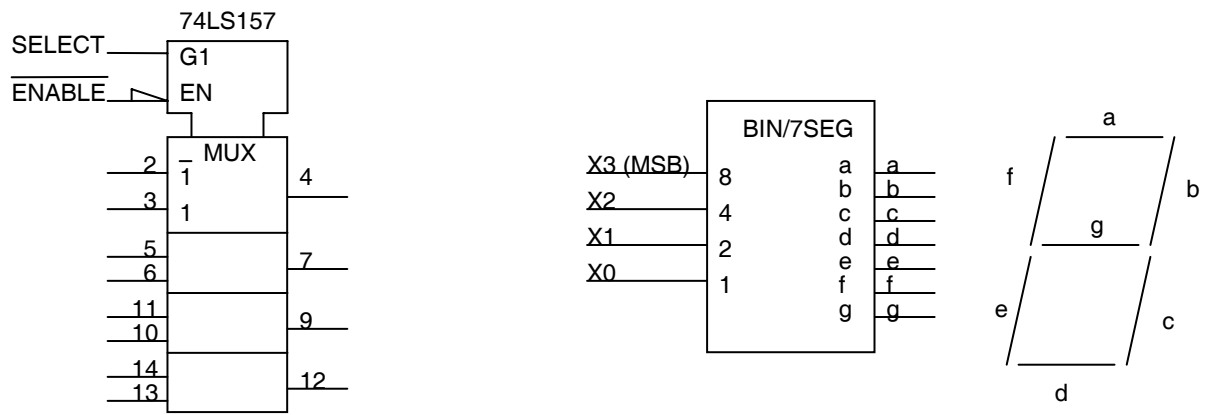 74LS157
SELECT
G1
ENABLE
EN
MUX
2
1
4
3
1
5
7
6
11
9
10
14
12
13
BIN/7SEG
X3 (MSB)
8
a
a
b
b
X2
4
c
c
X1
2
d
d
e
e
X0
1
f
f
g
g
a
f
b
g
e
c
d